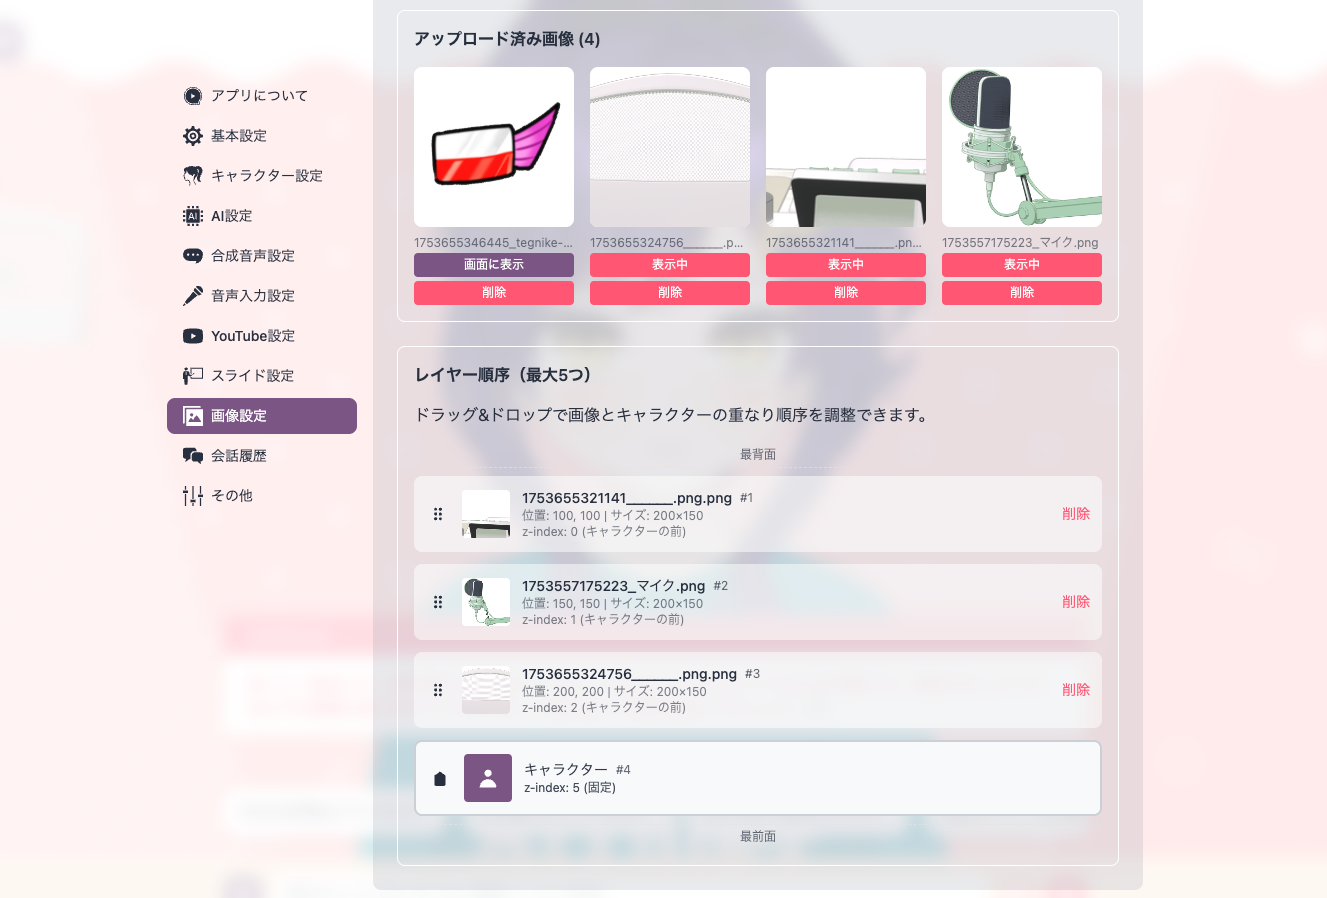 アプリについて
基本設定
キャラクター設定
AI設定
合成音声設定
音声入力設定
YouTube設定
スライド設定
画像設定
会話履歴
その他
アップロード済み画像 (4)
1753655346445_tegnike-...
画面に表示
削除
1753655324756______.p...
表示中
削除
1753655321141______.pn...
表示中
削除
1753557175223_マイク.png
表示中
削除
レイヤー順序（最大5つ）
ドラッグ&ドロップで画像とキャラクターの重なり順序を調整できます。
最背面
1753655321141______.png.png #1
位置: 100, 100 | サイズ: 200×150
z-index: 0 (キャラクターの前)
削除
1753557175223_マイク.png #2
位置: 150, 150 | サイズ: 200×150
z-index: 1 (キャラクターの前)
削除
1753655324756______.png.png #3
位置: 200, 200 | サイズ: 200×150
z-index: 2 (キャラクターの前)
削除
キャラクター #4
z-index: 5 (固定)
最前面